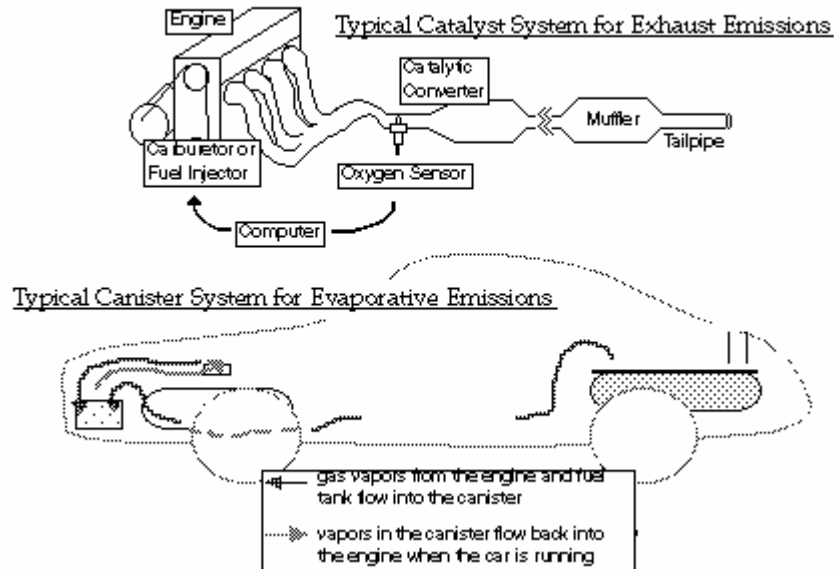 Engine
Typical Catalyst System for Exhaust Emissions
Catalytic
Converter
Muffler
Tailpipe
Carburetor or
Fuel Injector
Oxygen Sensor
Computer
Typical Canister System for Evaporative Emissions
gas vapors from the engine and fuel
tank flow into the canister
vapors in the canister flow back into
the engine when the car is running